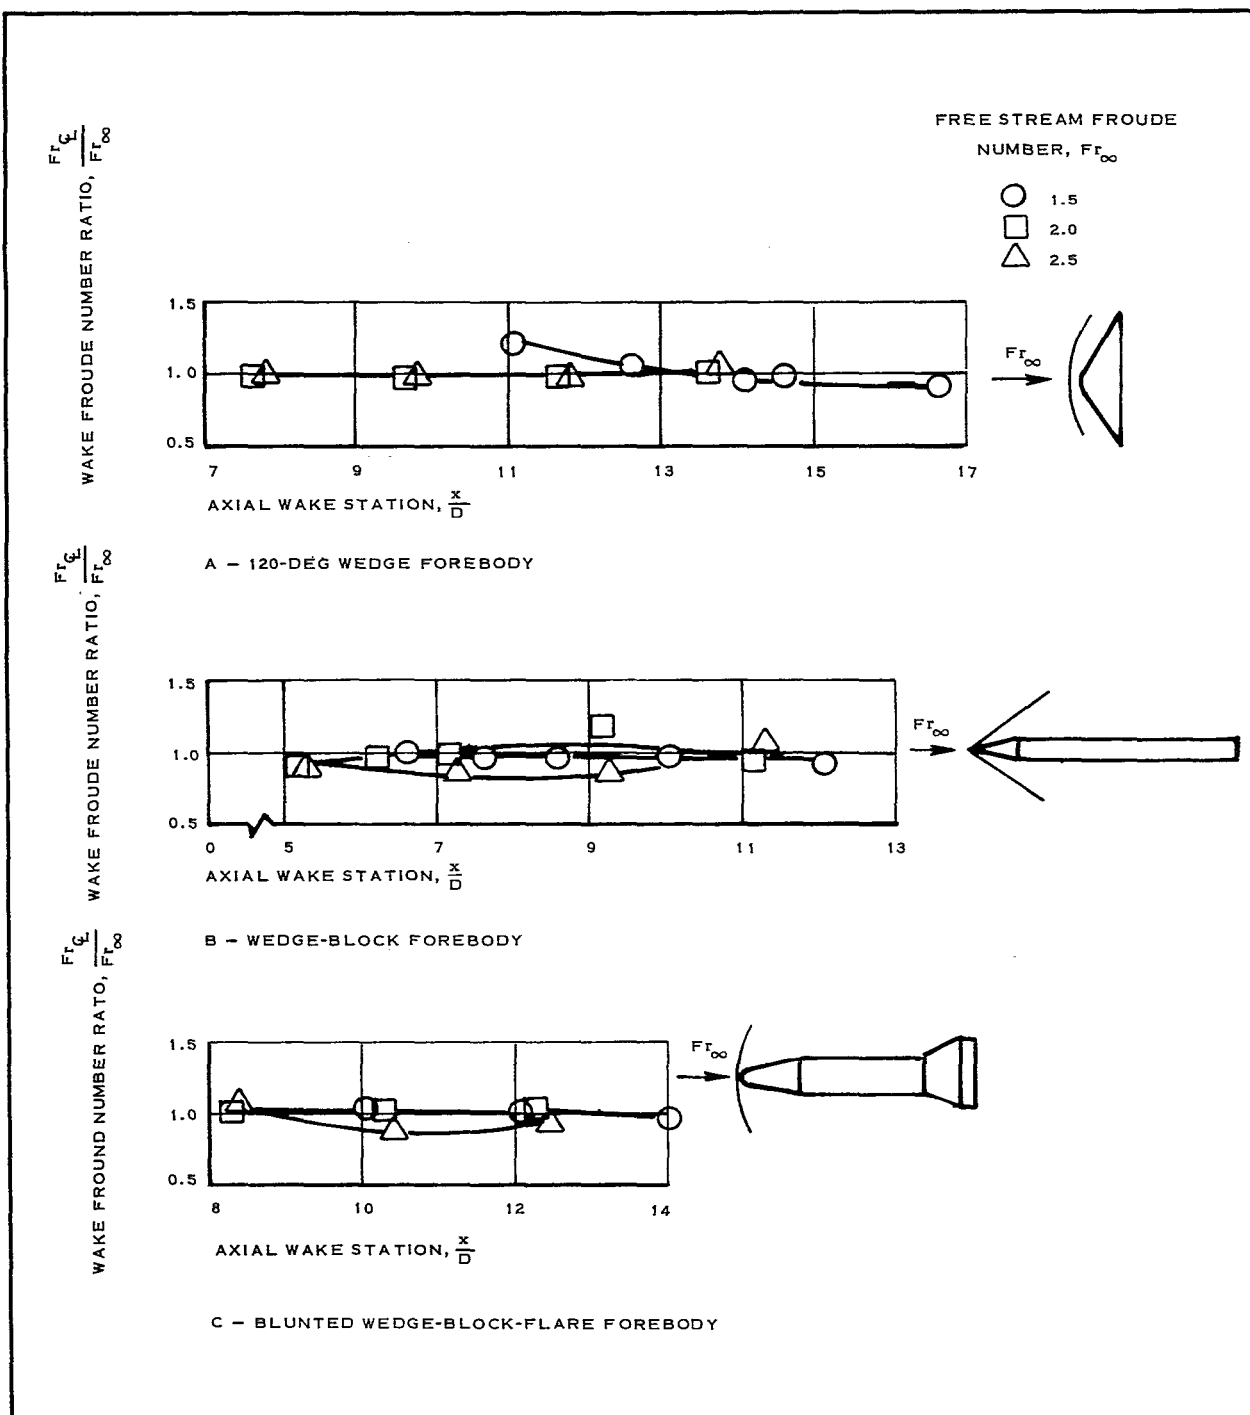 FREE STREAM FROUDE
NUMBER, Fr∞
1.5
2.0
2.5
WAKE FROUDE NUMBER RATIO, Fr℄/Fr∞
1.5
1.0
0.5
7 9 11 13 15 17
Fr∞
AXIAL WAKE STATION, x/D
A – 120-DEG WEDGE FOREBODY
WAKE FROUDE NUMBER RATIO, Fr℄/Fr∞
1.5
1.0
0.5
0 5 7 9 11 13
Fr∞
AXIAL WAKE STATION, x/D
B – WEDGE-BLOCK FOREBODY
WAKE FROUND NUMBER RATO, Fr℄/Fr∞
1.5
1.0
0.5
8 10 12 14
Fr∞
AXIAL WAKE STATION, x/D
C – BLUNTED WEDGE-BLOCK-FLARE FOREBODY